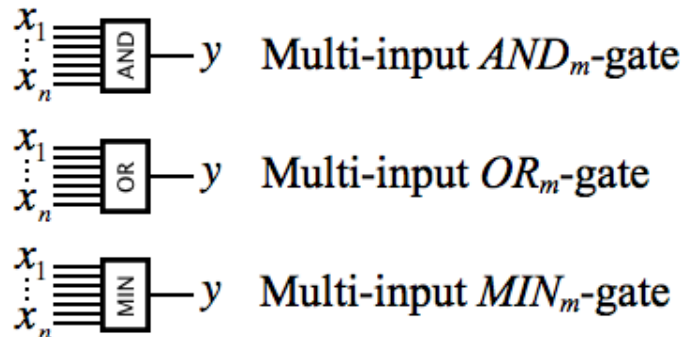 x₁
AND
y
Multi-input ANDₘ-gate
xₙ
x₁
OR
y
Multi-input ORₘ-gate
xₙ
x₁
MIN
y
Multi-input MINₘ-gate
xₙ